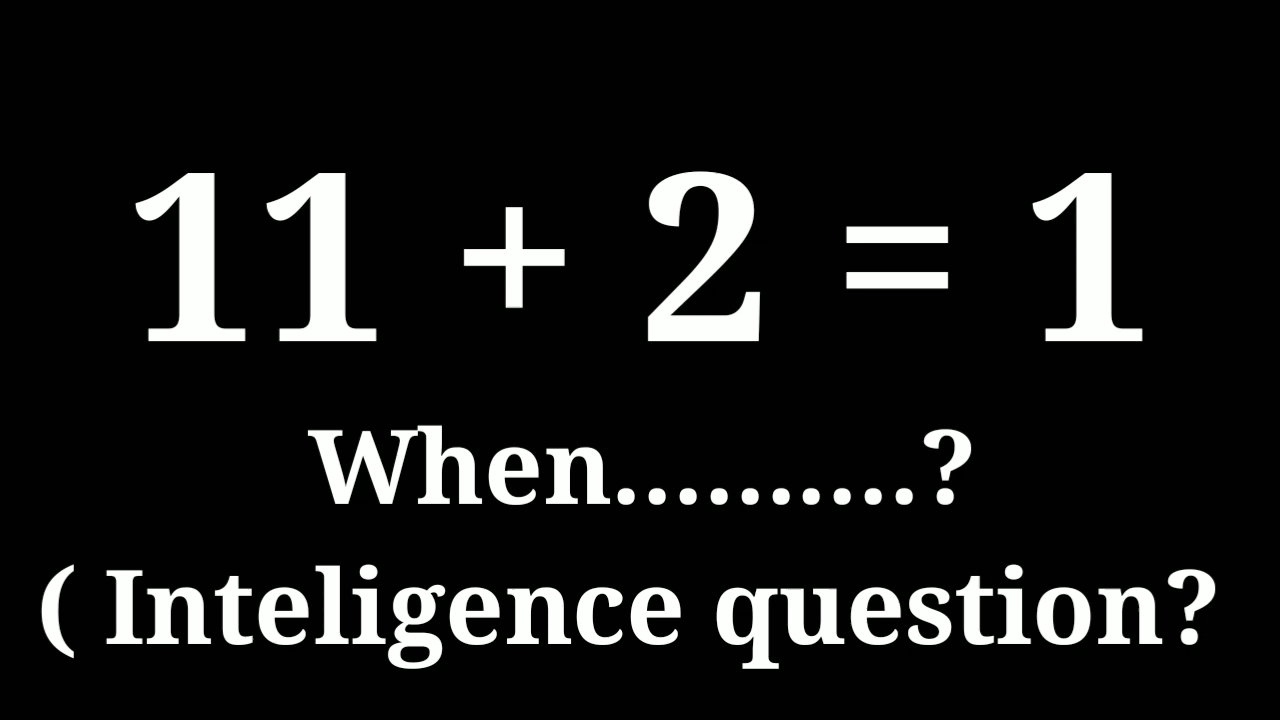 11 + 2 = 1
When..........?
( Inteligence question?